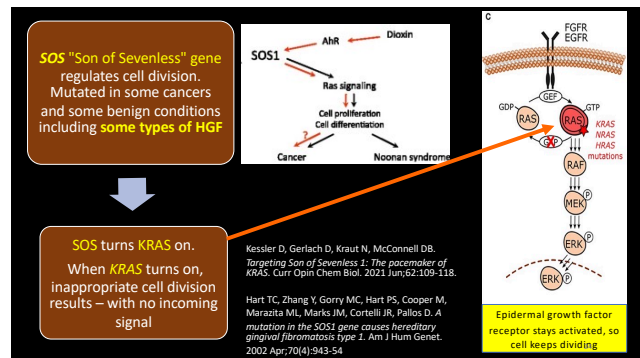 SOS "Son of Sevenless" gene
regulates cell division.
Mutated in some cancers
and some benign conditions
including some types of HGF
SOS turns KRAS on.
When KRAS turns on,
inappropriate cell division
results – with no incoming
signal
Dioxin
AhR
SOS1
Ras signaling
Cell proliferation
Cell differentiation
?
Cancer
Noonan syndrome
Kessler D, Gerlach D, Kraut N, McConnell DB.
Targeting Son of Sevenless 1: The pacemaker of
KRAS. Curr Opin Chem Biol. 2021 Jun;62:109-118.
Hart TC, Zhang Y, Gorry MC, Hart PS, Cooper M,
Marazita ML, Marks JM, Cortelli JR, Pallos D. A
mutation in the SOS1 gene causes hereditary
gingival fibromatosis type 1. Am J Hum Genet.
2002 Apr;70(4):943-54
C
FGFR
EGFR
GEF
GDP
GTP
RAS
RAS
KRAS
NRAS
HRAS
mutations
RAF
MEK
P
ERK
P
ERK
P
Epidermal growth factor
receptor stays activated, so
cell keeps dividing